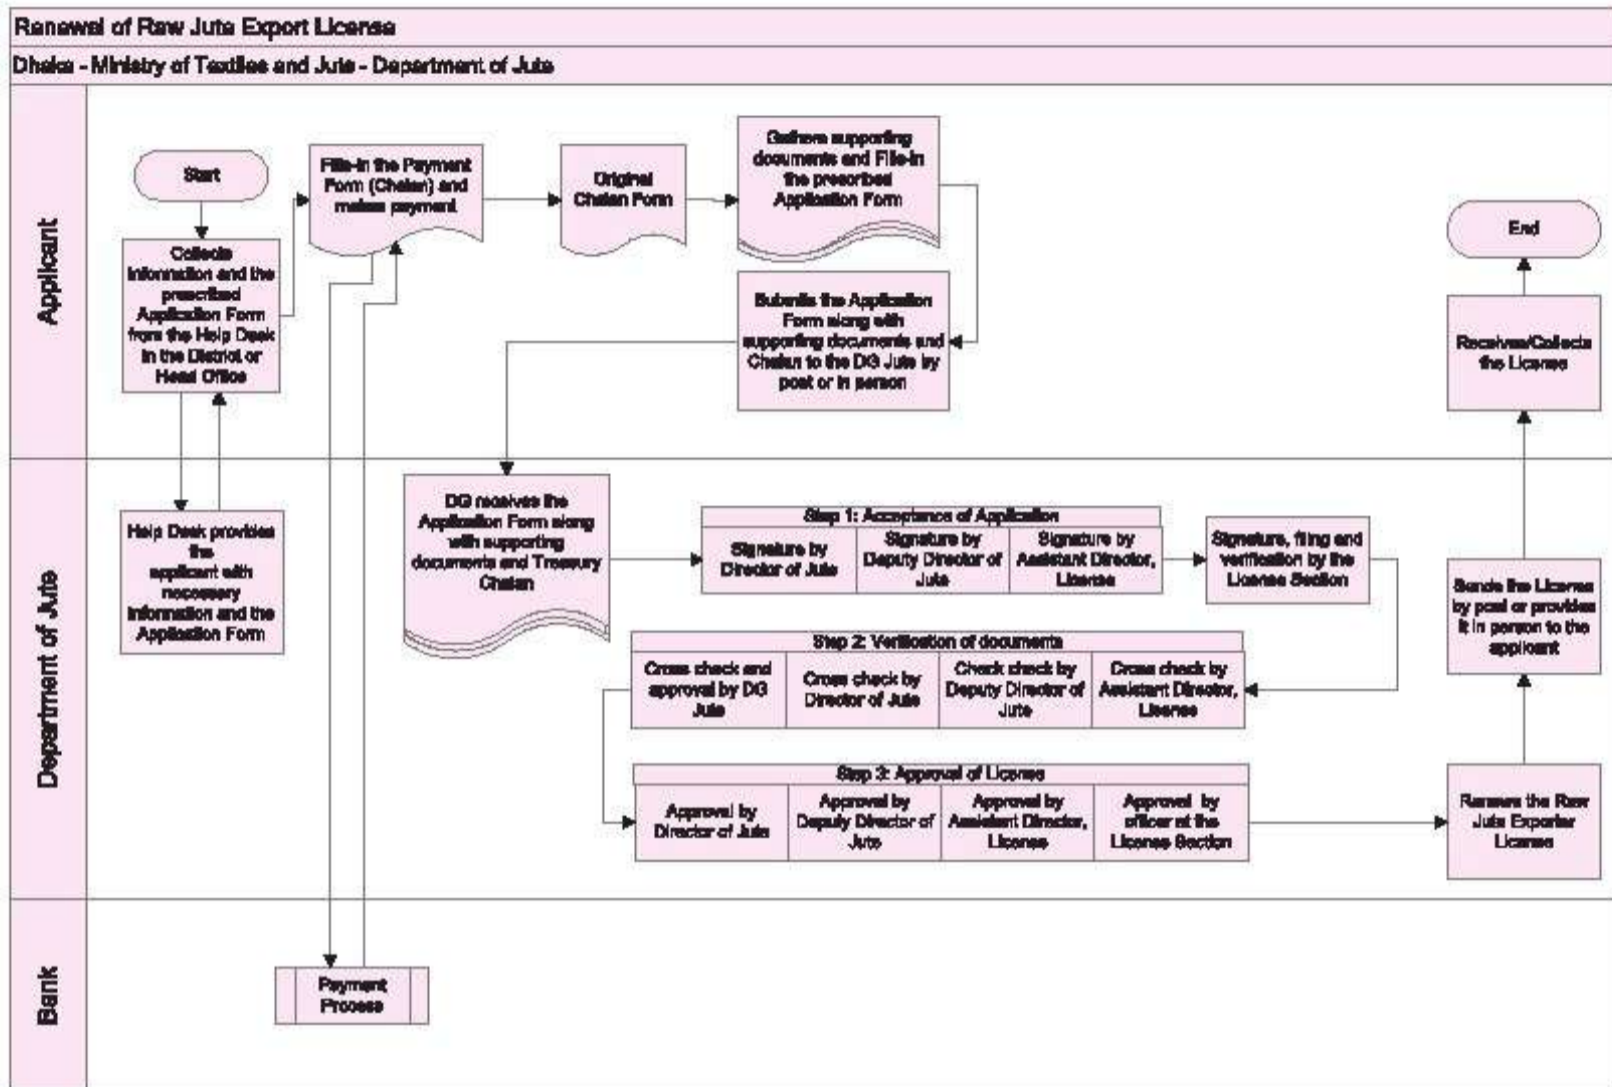 Renewal of Raw Jute Export License
Dhaka - Ministry of Textiles and Jute - Department of Jute
Applicant
Start
Collects
information and the
prescribed
Application Form
from the Help Desk
in the District or
Head Office
Fills-in the Payment
Form (Chalan) and
makes payment
Original
Chalan Form
Gathers supporting
documents and Fills-in
the prescribed
Application Form
Submits the Application
Form along with
supporting documents and
Chalan to the DG Jute by
post or in person
End
Receives/Collects
the License
Department of Jute
Help Desk provides
the
applicant with
necessary
information and the
Application Form
DG receives the
Application Form along
with supporting
documents and Treasury
Chalan
Step 1: Acceptance of Application
Signature by
Director of Jute
Signature by
Deputy Director of
Jute
Signature by
Assistant Director,
License
Signature, filing and
verification by the
License Section
Step 2: Verification of documents
Cross check and
approval by DG
Jute
Cross check by
Director of Jute
Check check by
Deputy Director of
Jute
Cross check by
Assistant Director,
License
Step 3: Approval of License
Approval by
Director of Jute
Approval by
Deputy Director of
Jute
Approval by
Assistant Director,
License
Approval by
officer at the
License Section
Renews the Raw
Jute Exporter
License
Sends the License
by post or provides
it in person to the
applicant
Bank
Payment
Process